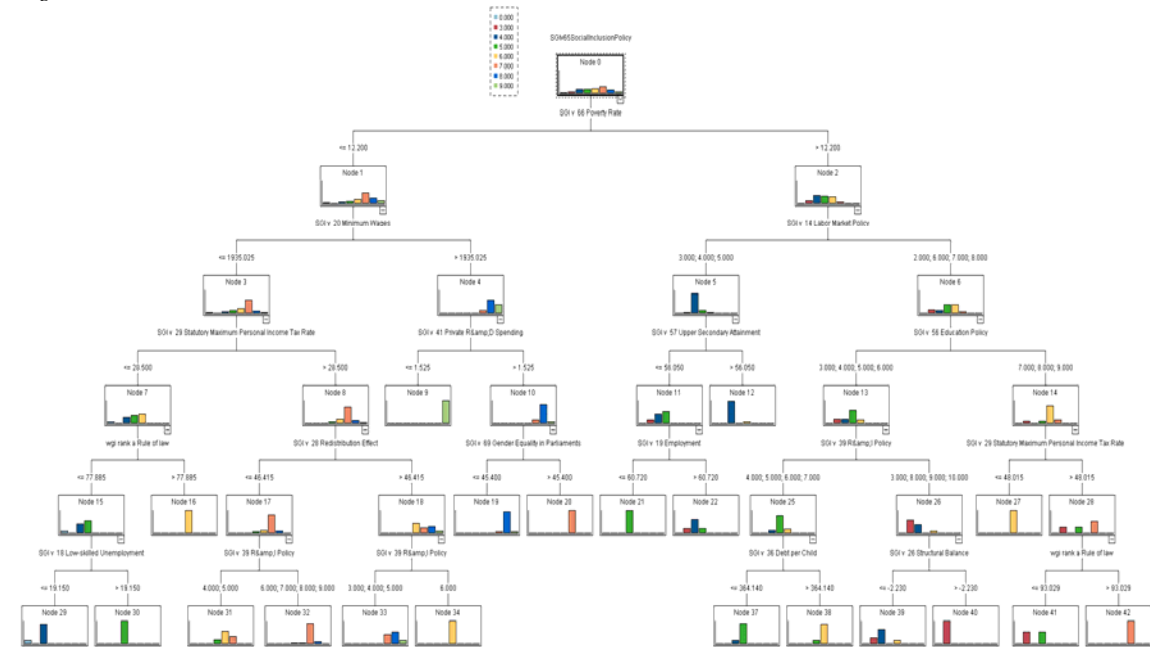 0.000
3.000
4.000
5.000
6.000
7.000
8.000
9.000
SGIv65SocialInclusionPolicy
Node 0
SGI v 66 Poverty Rate
<= 12.200
> 12.200
Node 1
Node 2
SGI v 20 Minimum Wages
SGI v 14 Labor Market Policy
<= 1935.025
> 1935.025
3.000; 4.000; 5.000
2.000; 6.000; 7.000; 8.000
Node 3
Node 4
Node 5
Node 6
SGI v 29 Statutory Maximum Personal Income Tax Rate
SGI v 41 Private R&amp;D Spending
SGI v 57 Upper Secondary Attainment
SGI v 56 Education Policy
<= 28.500
> 28.500
<= 1.525
> 1.525
<= 56.050
> 56.050
3.000; 4.000; 5.000; 6.000
7.000; 8.000; 9.000
Node 7
Node 8
Node 9
Node 10
Node 11
Node 12
Node 13
Node 14
wgi rank a Rule of law
SGI v 28 Redistribution Effect
SGI v 69 Gender Equality in Parliaments
SGI v 19 Employment
SGI v 39 R&amp;I Policy
SGI v 29 Statutory Maximum Personal Income Tax Rate
<= 77.885
> 77.885
<= 46.415
> 46.415
<= 45.400
> 45.400
<= 60.720
> 60.720
4.000; 5.000; 6.000; 7.000
3.000; 8.000; 9.000; 10.000
<= 48.015
> 48.015
Node 15
Node 16
Node 17
Node 18
Node 19
Node 20
Node 21
Node 22
Node 25
Node 26
Node 27
Node 28
SGI v 18 Low-skilled Unemployment
SGI v 39 R&amp;I Policy
SGI v 39 R&amp;I Policy
SGI v 36 Debt per Child
SGI v 26 Structural Balance
wgi rank a Rule of law
<= 19.150
> 19.150
4.000; 5.000
6.000; 7.000; 8.000; 9.000
3.000; 4.000; 5.000
6.000
<= 364.140
> 364.140
<= -2.230
> -2.230
<= 93.029
> 93.029
Node 29
Node 30
Node 31
Node 32
Node 33
Node 34
Node 37
Node 38
Node 39
Node 40
Node 41
Node 42